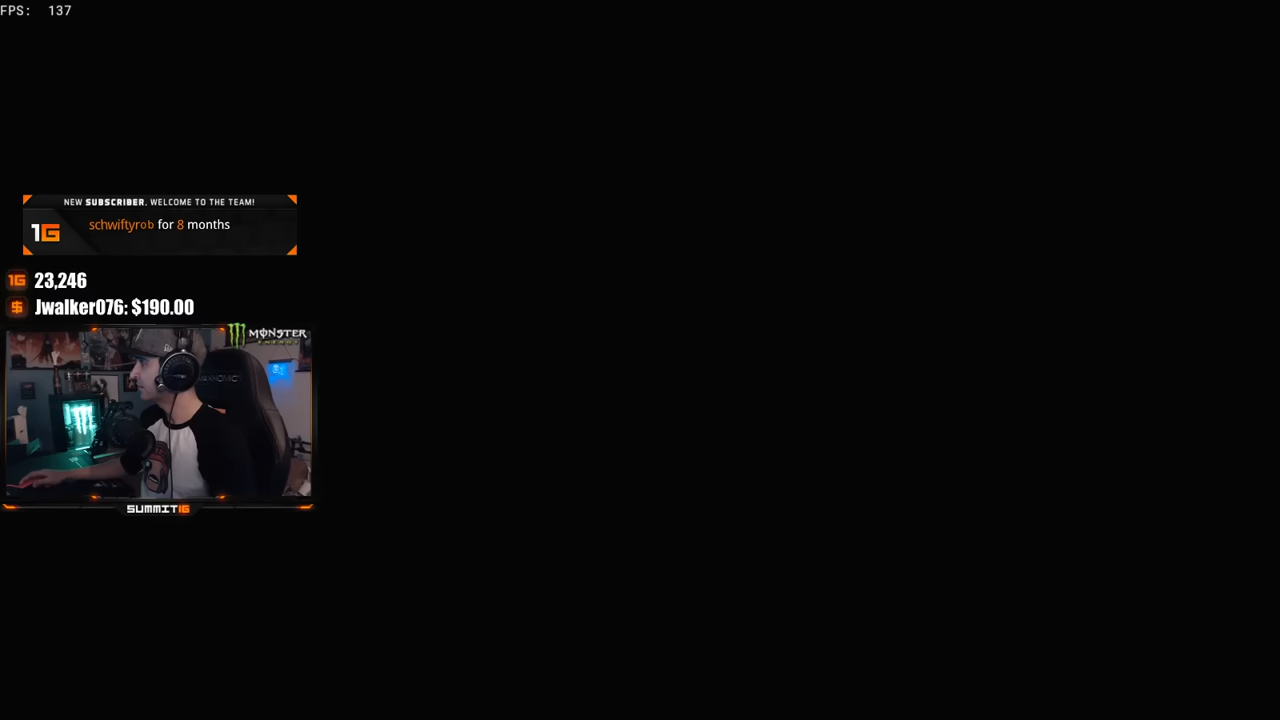 FPS: 137
NEW SUBSCRIBER. WELCOME TO THE TEAM!
1G
schwiftyrob for 8 months
1G 23,246
$ Jwalker076: $190.00
MONSTER
ENERGY
SUMMIT1G